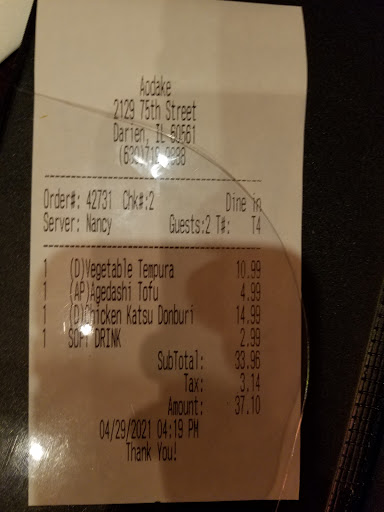 Aodake
2129 75th Street
Darien, IL 60561
Order#: 42731 Chk#:2 Dine in
Server: Nancy Guests:2 T#: T4
1 (D)Vegetable Tempura 10.99
1 (AP)Agedashi Tofu 4.99
1 (D)Chicken Katsu Donburi 14.99
1 SOFT DRINK 2.99
SubTotal: 33.96
Tax: 3.14
Amount: 37.10
04/29/2021 04:19 PM
Thank You!